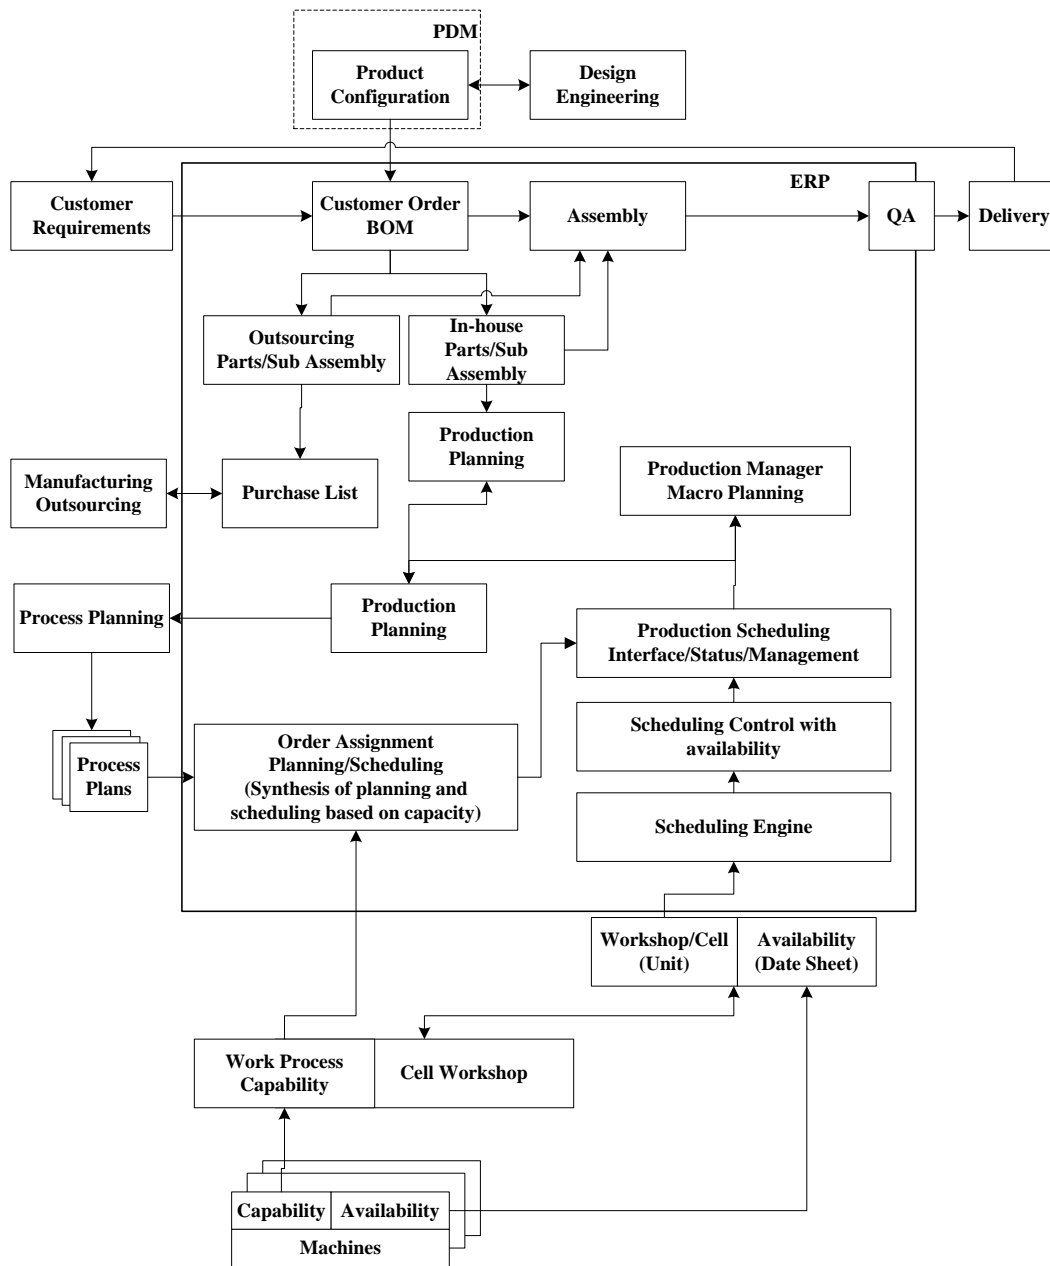 PDM
Product
Configuration
Design
Engineering
ERP
Customer
Requirements
Customer Order
BOM
Assembly
QA
Delivery
Outsourcing
Parts/Sub Assembly
In-house
Parts/Sub
Assembly
Production
Planning
Manufacturing
Outsourcing
Purchase List
Production Manager
Macro Planning
Process Planning
Production
Planning
Production Scheduling
Interface/Status/Management
Process
Plans
Order Assignment
Planning/Scheduling
(Synthesis of planning and
scheduling based on capacity)
Scheduling Control with
availability
Scheduling Engine
Workshop/Cell
(Unit)
Availability
(Date Sheet)
Work Process
Capability
Cell Workshop
Capability
Availability
Machines